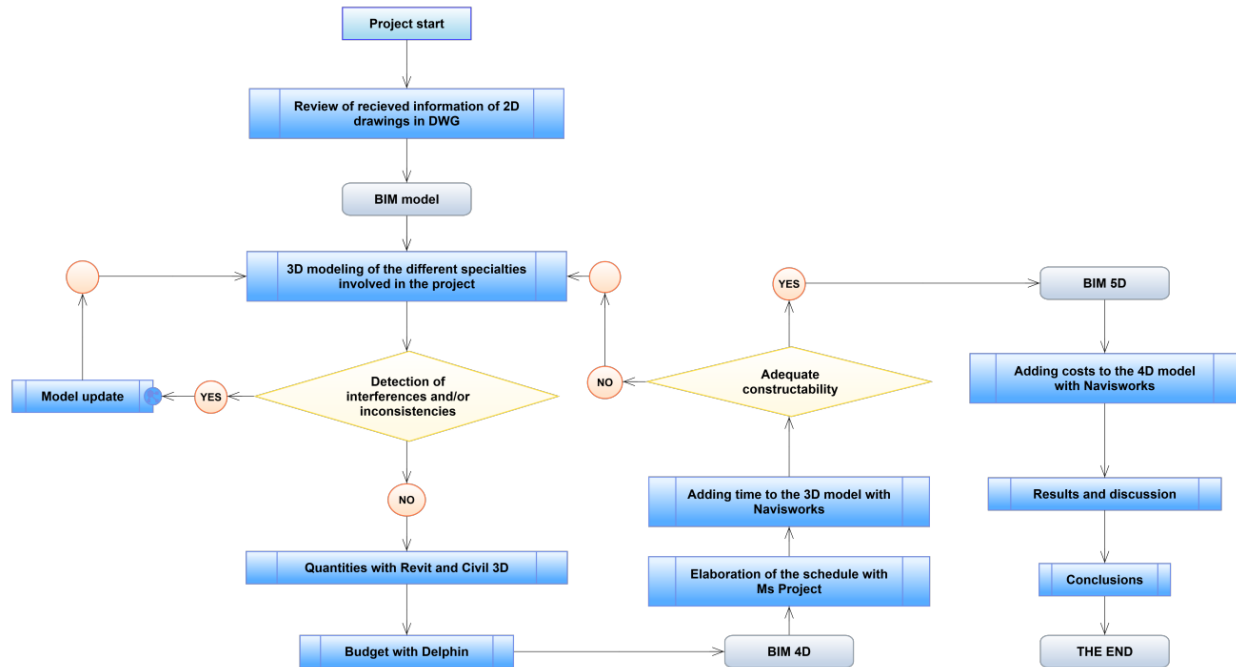 Project start
Review of recieved information of 2D
drawings in DWG
BIM model
3D modeling of the different specialties
involved in the project
Detection of
interferences and/or
inconsistencies
YES
Model update
NO
Quantities with Revit and Civil 3D
Budget with Delphin
BIM 4D
Elaboration of the schedule with
Ms Project
Adding time to the 3D model with
Navisworks
Adequate
constructability
NO
YES
BIM 5D
Adding costs to the 4D model
with Navisworks
Results and discussion
Conclusions
THE END